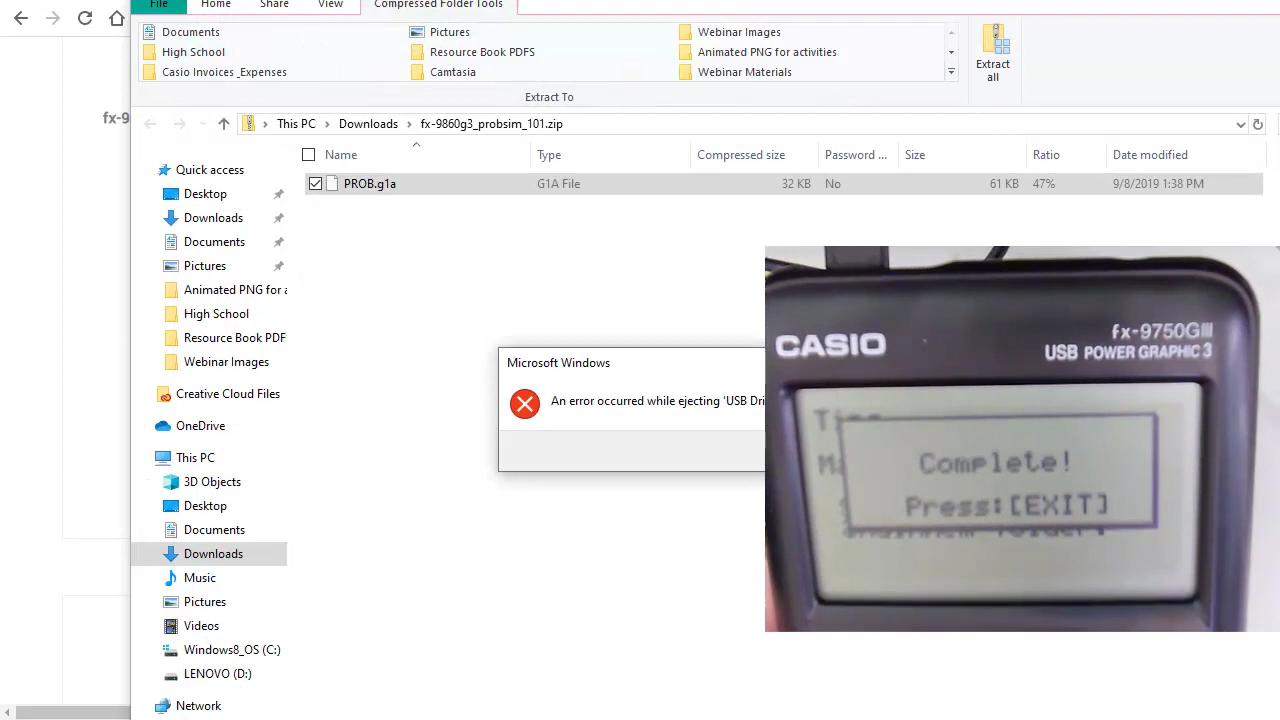 File
Home
Share
View
Compressed Folder Tools
Documents
Pictures
Webinar Images
High School
Resource Book PDFS
Animated PNG for activities
Casio Invoices _Expenses
Camtasia
Webinar Materials
Extract
all
Extract To
fx-9
This PC
Downloads
fx-9860g3_probsim_101.zip
Name
Type
Compressed size
Password ...
Size
Ratio
Date modified
PROB.g1a
G1A File
32 KB
No
61 KB
47%
9/8/2019 1:38 PM
Quick access
Desktop
Downloads
Documents
Pictures
Animated PNG for a
High School
Resource Book PDF
Webinar Images
Creative Cloud Files
OneDrive
This PC
3D Objects
Desktop
Documents
Downloads
Music
Pictures
Videos
Windows8_OS (C:)
LENOVO (D:)
Network
Microsoft Windows
An error occurred while ejecting 'USB Dri
CASIO
fx-9750GIII
USB POWER GRAPHIC 3
Complete!
Press:[EXIT]